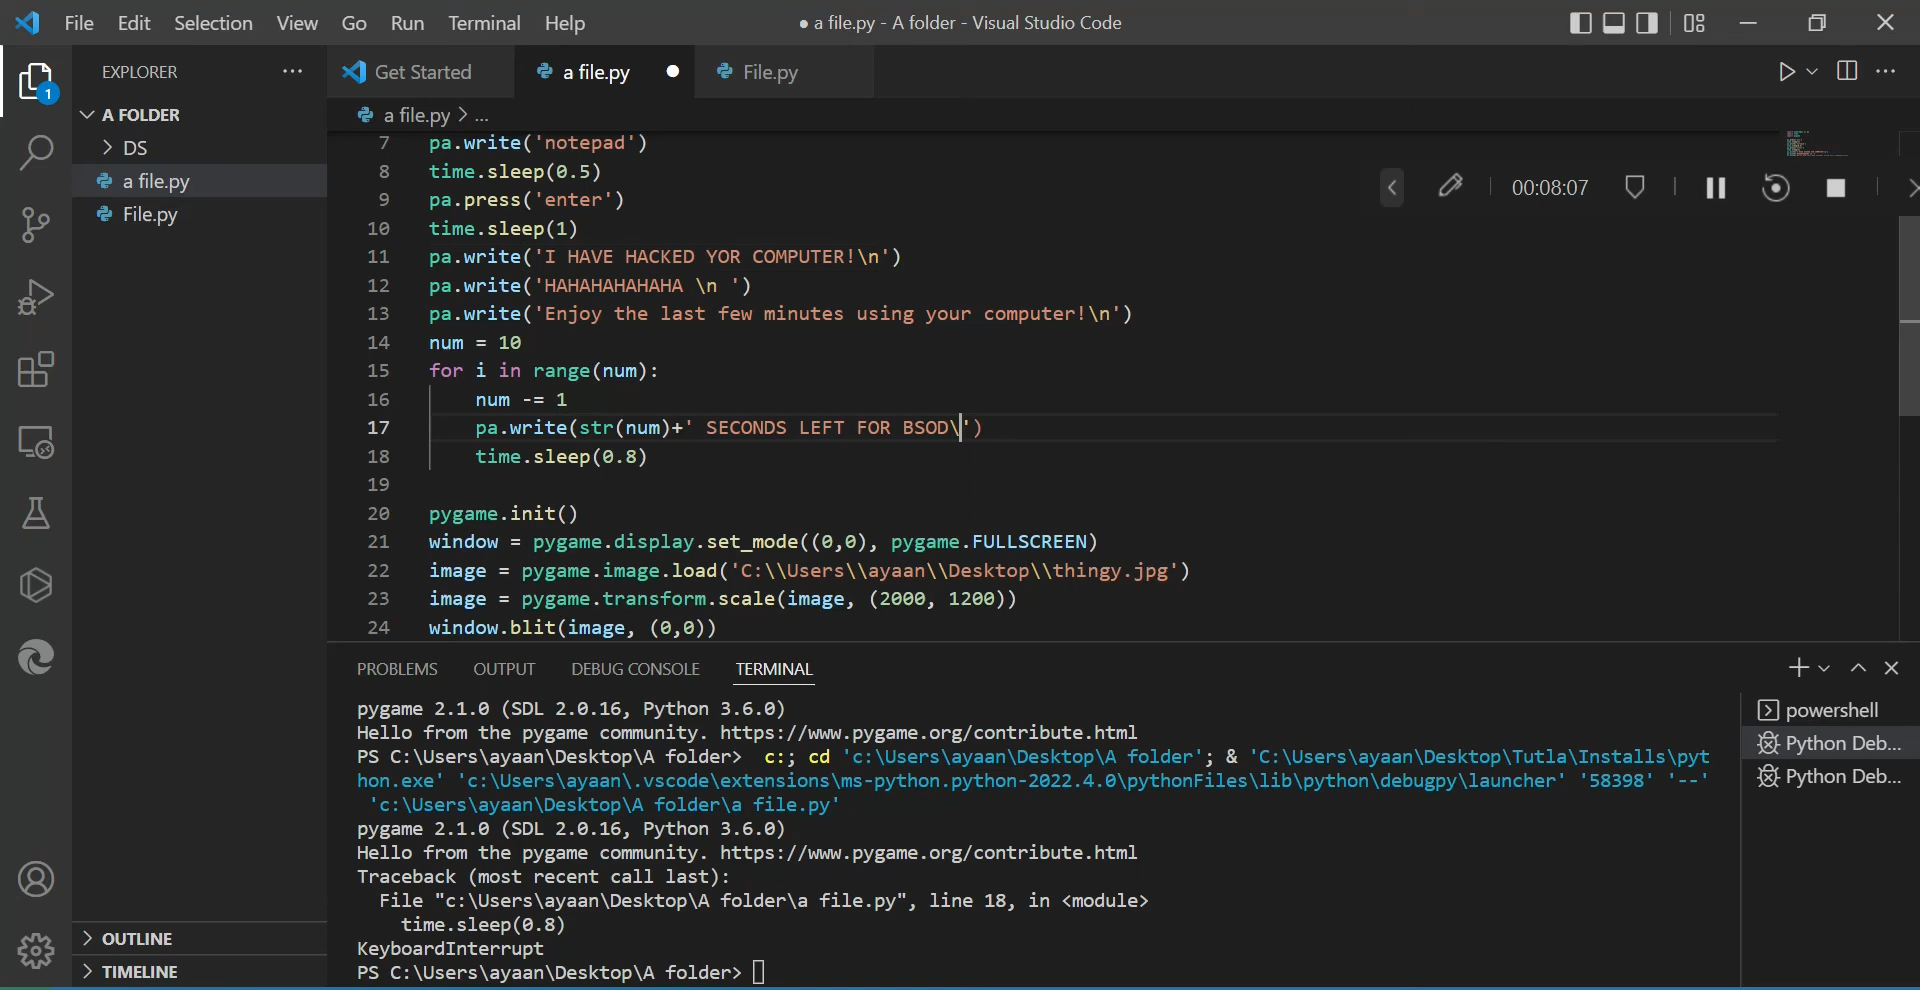 File Edit Selection View Go Run Terminal Help
● a file.py - A folder - Visual Studio Code
1
EXPLORER
A FOLDER
DS
a file.py
File.py
OUTLINE
TIMELINE
Get Started
a file.py
File.py
a file.py > ...
00:08:07
7 pa.write('notepad')
8 time.sleep(0.5)
9 pa.press('enter')
10 time.sleep(1)
11 pa.write('I HAVE HACKED YOR COMPUTER!\n')
12 pa.write('HAHAHAHAHAHA \n ')
13 pa.write('Enjoy the last few minutes using your computer!\n')
14 num = 10
15 for i in range(num):
16 num -= 1
17 pa.write(str(num)+' SECONDS LEFT FOR BSOD\')
18 time.sleep(0.8)
19
20 pygame.init()
21 window = pygame.display.set_mode((0,0), pygame.FULLSCREEN)
22 image = pygame.image.load('C:\\Users\\ayaan\\Desktop\\thingy.jpg')
23 image = pygame.transform.scale(image, (2000, 1200))
24 window.blit(image, (0,0))
PROBLEMS OUTPUT DEBUG CONSOLE TERMINAL
pygame 2.1.0 (SDL 2.0.16, Python 3.6.0)
Hello from the pygame community. https://www.pygame.org/contribute.html
PS C:\Users\ayaan\Desktop\A folder> c:; cd 'c:\Users\ayaan\Desktop\A folder'; & 'C:\Users\ayaan\Desktop\Tutla\Installs\pyt
hon.exe' 'c:\Users\ayaan\.vscode\extensions\ms-python.python-2022.4.0\pythonFiles\lib\python\debugpy\launcher' '58398' '--'
'c:\Users\ayaan\Desktop\A folder\a file.py'
pygame 2.1.0 (SDL 2.0.16, Python 3.6.0)
Hello from the pygame community. https://www.pygame.org/contribute.html
Traceback (most recent call last):
File "c:\Users\ayaan\Desktop\A folder\a file.py", line 18, in <module>
time.sleep(0.8)
KeyboardInterrupt
PS C:\Users\ayaan\Desktop\A folder>
powershell
Python Deb...
Python Deb...